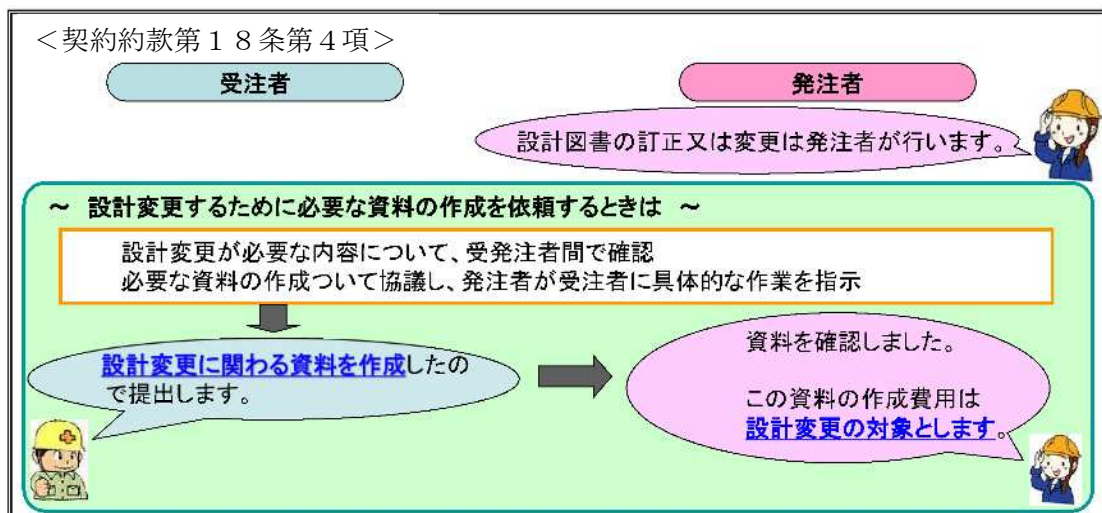 ＜契約約款第１８条第４項＞
受注者
発注者
設計図書の訂正又は変更は発注者が行います。
～ 設計変更するために必要な資料の作成を依頼するときは ～
設計変更が必要な内容について、受発注者間で確認
必要な資料の作成ついて協議し、発注者が受注者に具体的な作業を指示
設計変更に関わる資料を作成したの
で提出します。
資料を確認しました。
この資料の作成費用は
設計変更の対象とします。